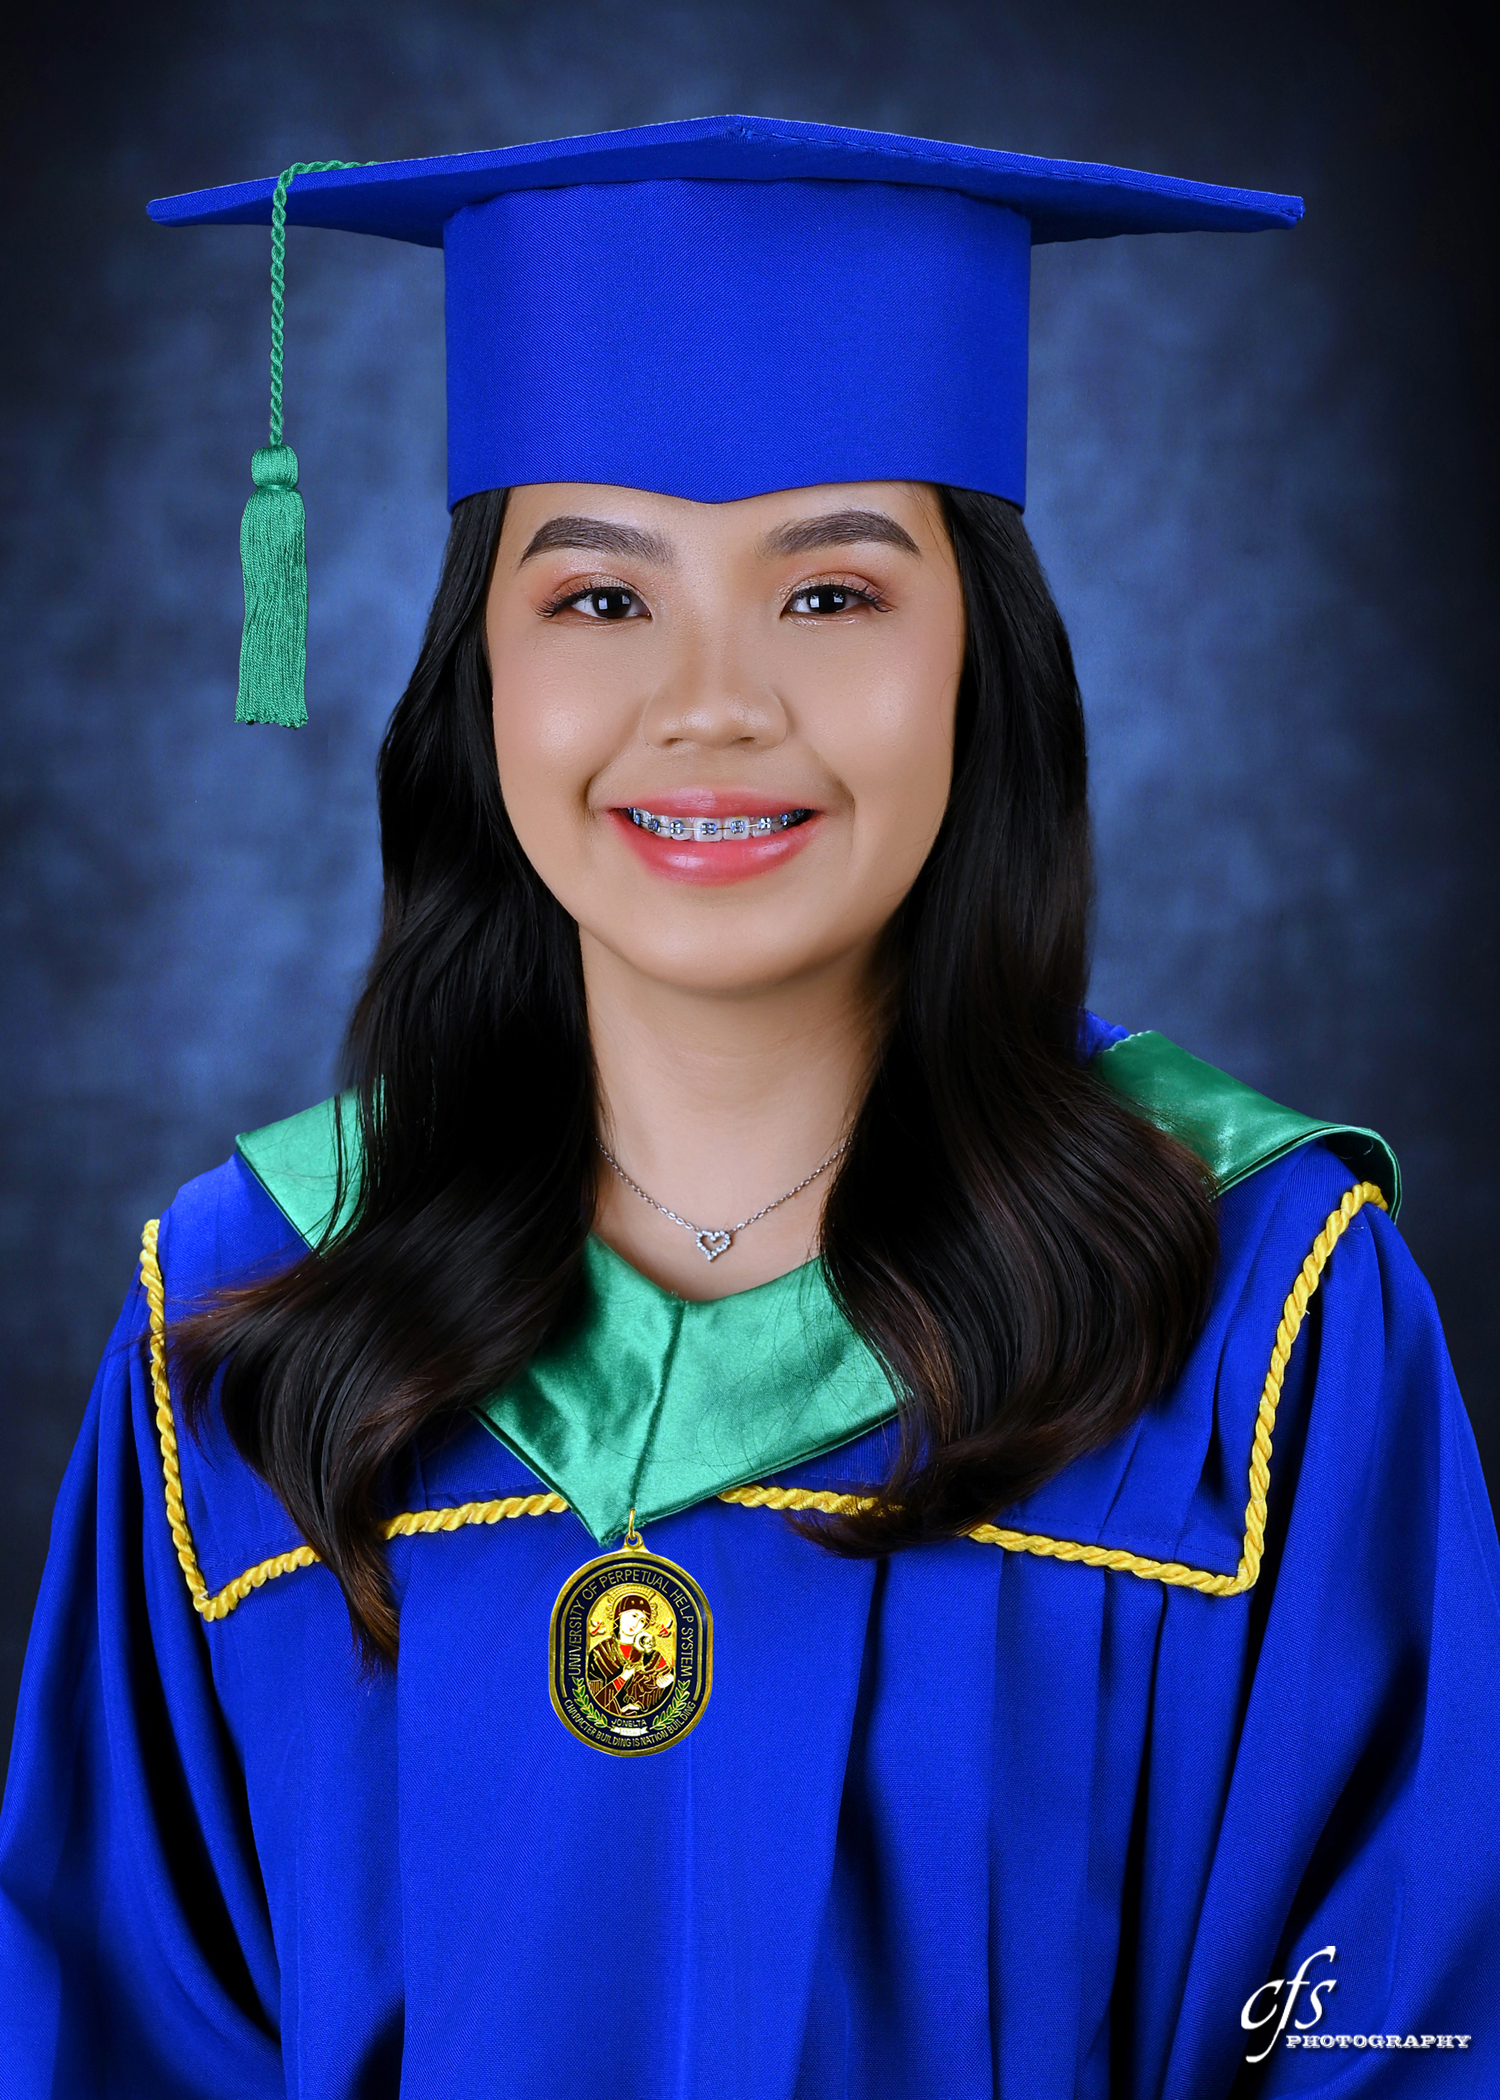 UNIVERSITY OF PERPETUAL HELP SYSTEM
JONELTA
CHARACTER BUILDING IS NATION BUILDING
cfs
PHOTOGRAPHY